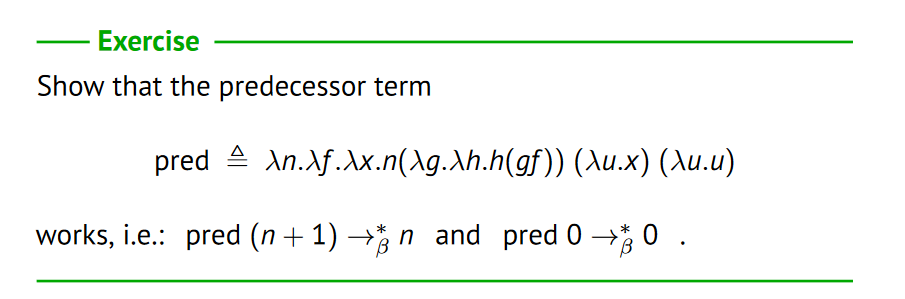 Exercise
Show that the predecessor term
pred ≜ λn.λf.λx.n(λg.λh.h(gf)) (λu.x) (λu.u)
works, i.e.: pred (n + 1) →*β n and pred 0 →*β 0 .